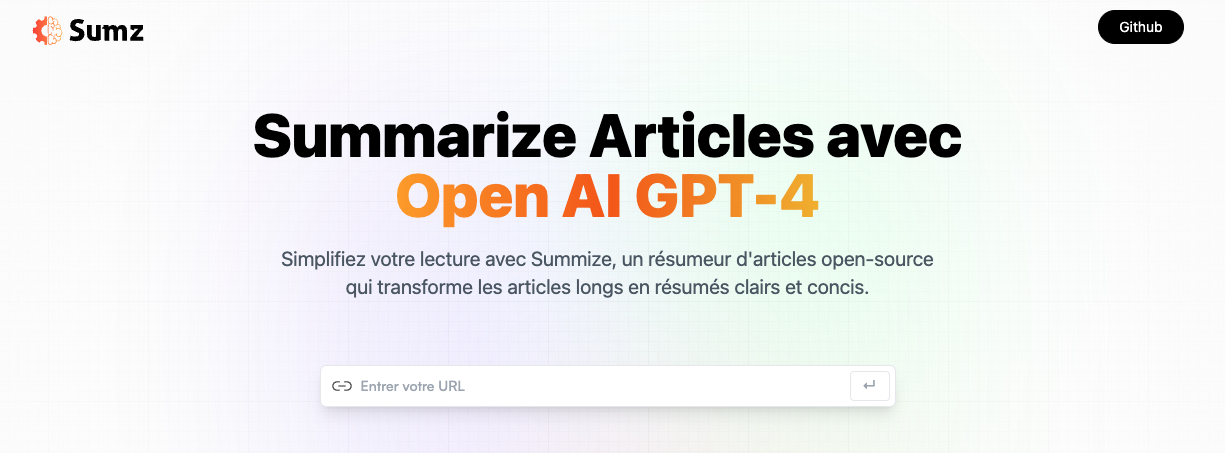 Sumz
Github
Summarize Articles avec
Open AI GPT-4
Simplifiez votre lecture avec Summize, un résumeur d'articles open-source
qui transforme les articles longs en résumés clairs et concis.
Entrer votre URL